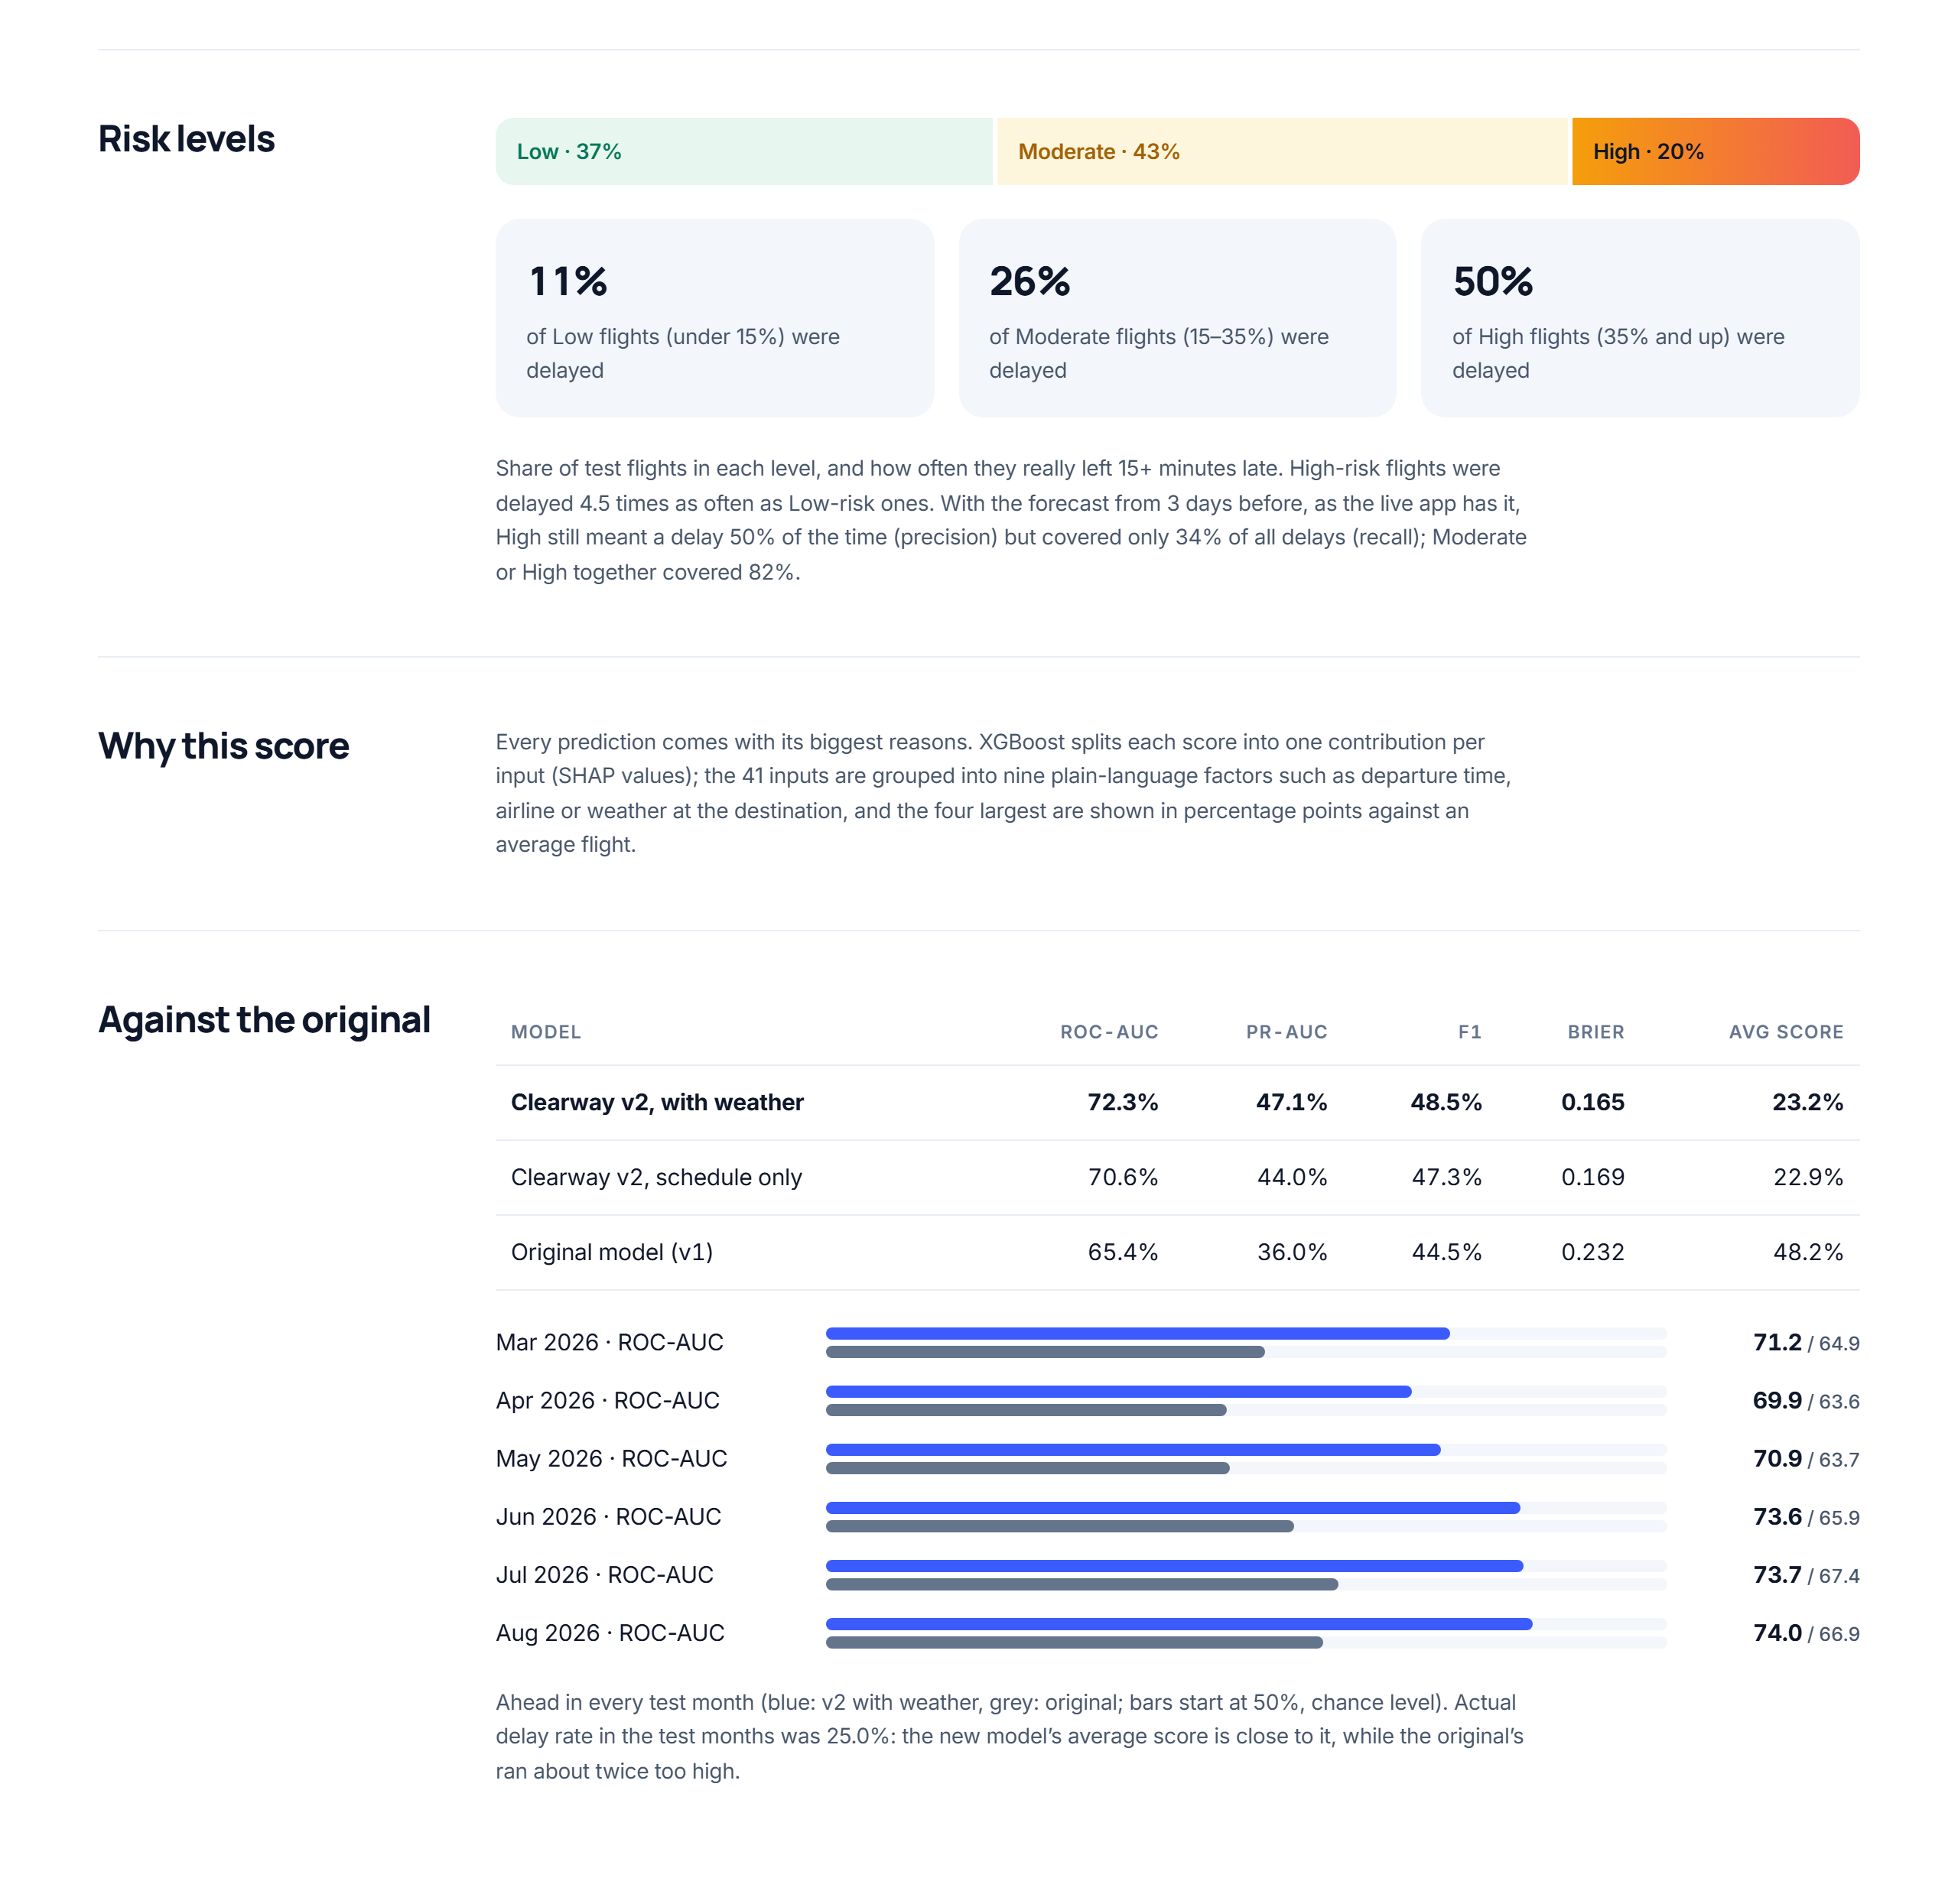 Risk levels
Low · 37%
Moderate · 43%
High · 20%
11%
of Low flights (under 15%) were
delayed
26%
of Moderate flights (15–35%) were
delayed
50%
of High flights (35% and up) were
delayed
Share of test flights in each level, and how often they really left 15+ minutes late. High-risk flights were
delayed 4.5 times as often as Low-risk ones. With the forecast from 3 days before, as the live app has it,
High still meant a delay 50% of the time (precision) but covered only 34% of all delays (recall); Moderate
or High together covered 82%.
Why this score
Every prediction comes with its biggest reasons. XGBoost splits each score into one contribution per
input (SHAP values); the 41 inputs are grouped into nine plain-language factors such as departure time,
airline or weather at the destination, and the four largest are shown in percentage points against an
average flight.
Against the original
MODEL ROC-AUC PR-AUC F1 BRIER AVG SCORE
Clearway v2, with weather 72.3% 47.1% 48.5% 0.165 23.2%
Clearway v2, schedule only 70.6% 44.0% 47.3% 0.169 22.9%
Original model (v1) 65.4% 36.0% 44.5% 0.232 48.2%
Mar 2026 · ROC-AUC 71.2 / 64.9
Apr 2026 · ROC-AUC 69.9 / 63.6
May 2026 · ROC-AUC 70.9 / 63.7
Jun 2026 · ROC-AUC 73.6 / 65.9
Jul 2026 · ROC-AUC 73.7 / 67.4
Aug 2026 · ROC-AUC 74.0 / 66.9
Ahead in every test month (blue: v2 with weather, grey: original; bars start at 50%, chance level). Actual
delay rate in the test months was 25.0%: the new model’s average score is close to it, while the original’s
ran about twice too high.